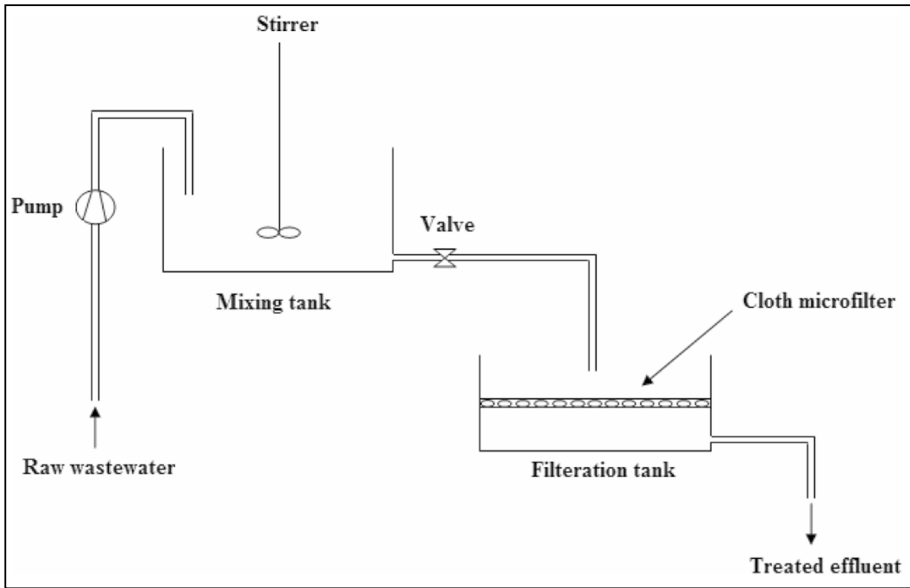 Stirrer
Pump
Valve
Mixing tank
Cloth microfilter
Raw wastewater
Filteration tank
Treated effluent